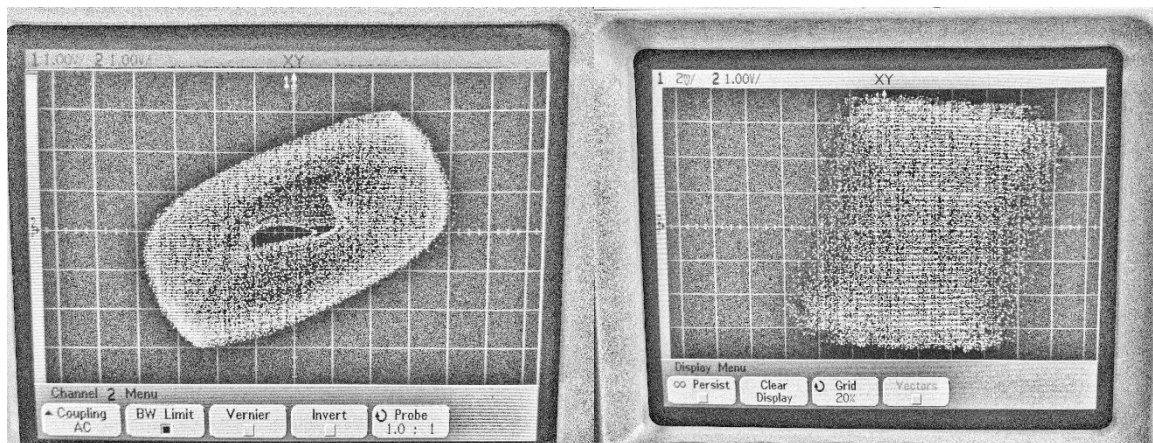 1 1.00V/ 2 1.00V/ XY
Channel 2 Menu
Coupling
AC
BW Limit
Vernier
Invert
Probe
1.0 : 1
1 2V/ 2 1.00V/ XY
Display Menu
∞ Persist
Clear
Display
Grid
20%
Vectors